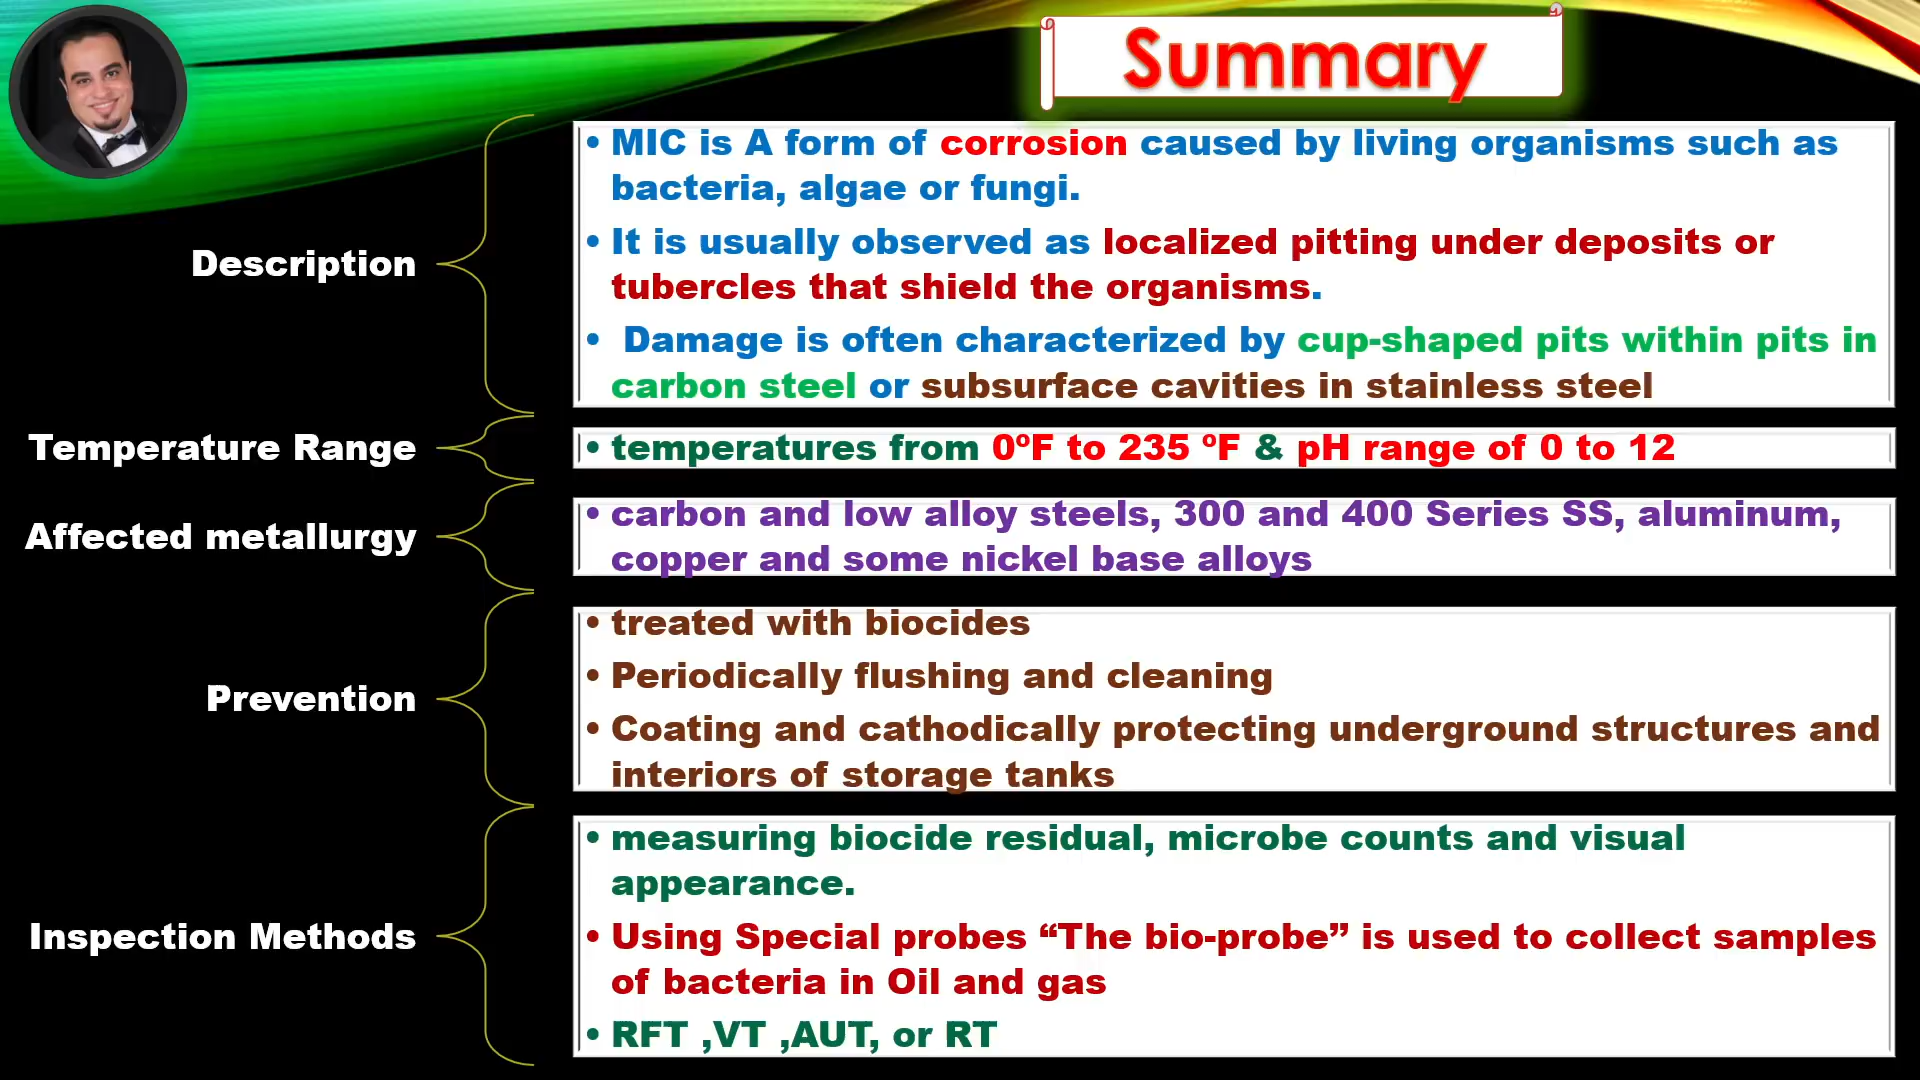 Summary
Description
• MIC is A form of corrosion caused by living organisms such as
bacteria, algae or fungi.
• It is usually observed as localized pitting under deposits or
tubercles that shield the organisms.
• Damage is often characterized by cup-shaped pits within pits in
carbon steel or subsurface cavities in stainless steel
Temperature Range
• temperatures from 0ºF to 235 ºF & pH range of 0 to 12
Affected metallurgy
• carbon and low alloy steels, 300 and 400 Series SS, aluminum,
copper and some nickel base alloys
Prevention
• treated with biocides
• Periodically flushing and cleaning
• Coating and cathodically protecting underground structures and
interiors of storage tanks
Inspection Methods
• measuring biocide residual, microbe counts and visual
appearance.
• Using Special probes “The bio-probe” is used to collect samples
of bacteria in Oil and gas
• RFT ,VT ,AUT, or RT